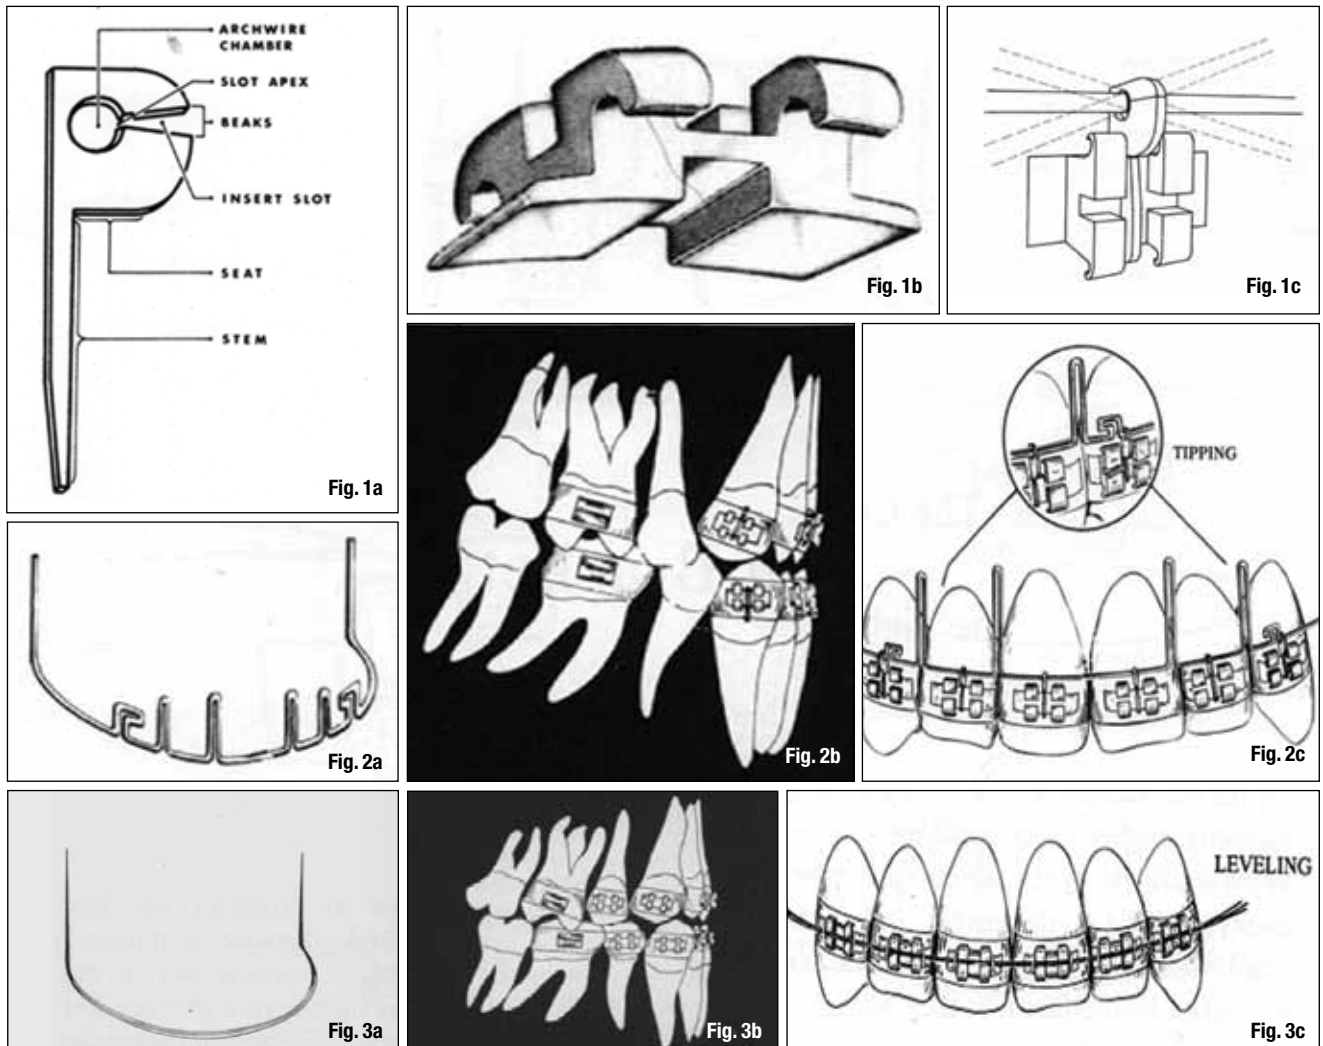 ARCHWIRE
CHAMBER
SLOT APEX
BEAKS
INSERT SLOT
SEAT
STEM
Fig. 1a
Fig. 1b
Fig. 1c
Fig. 2a
Fig. 2b
TIPPING
Fig. 2c
Fig. 3a
Fig. 3b
LEVELING
Fig. 3c